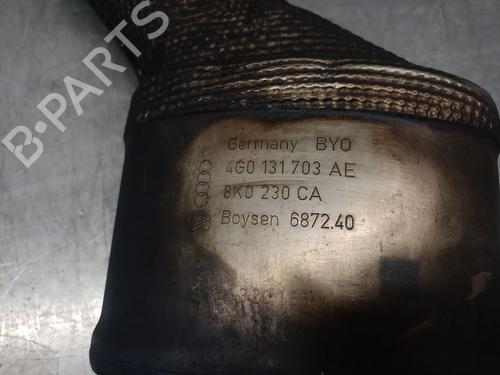 B-PARTS
Germany BYO
4G0 131 703 AE
8K0 230 CA
Boysen 6872.40